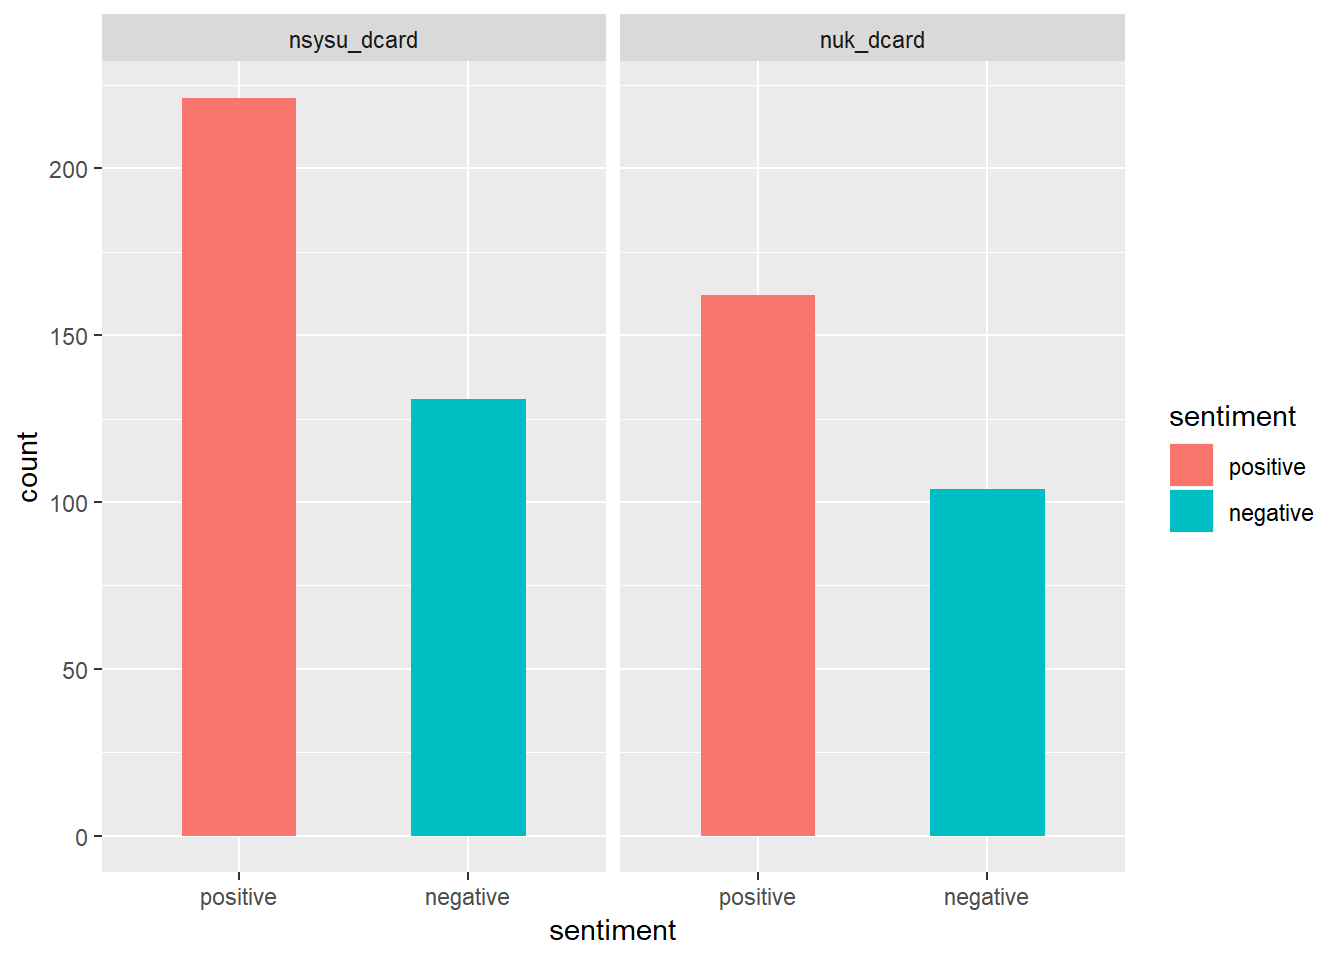 nsysu_dcard
nuk_dcard
200
150
100
50
0
count
positive
negative
positive
negative
sentiment
sentiment
positive
negative